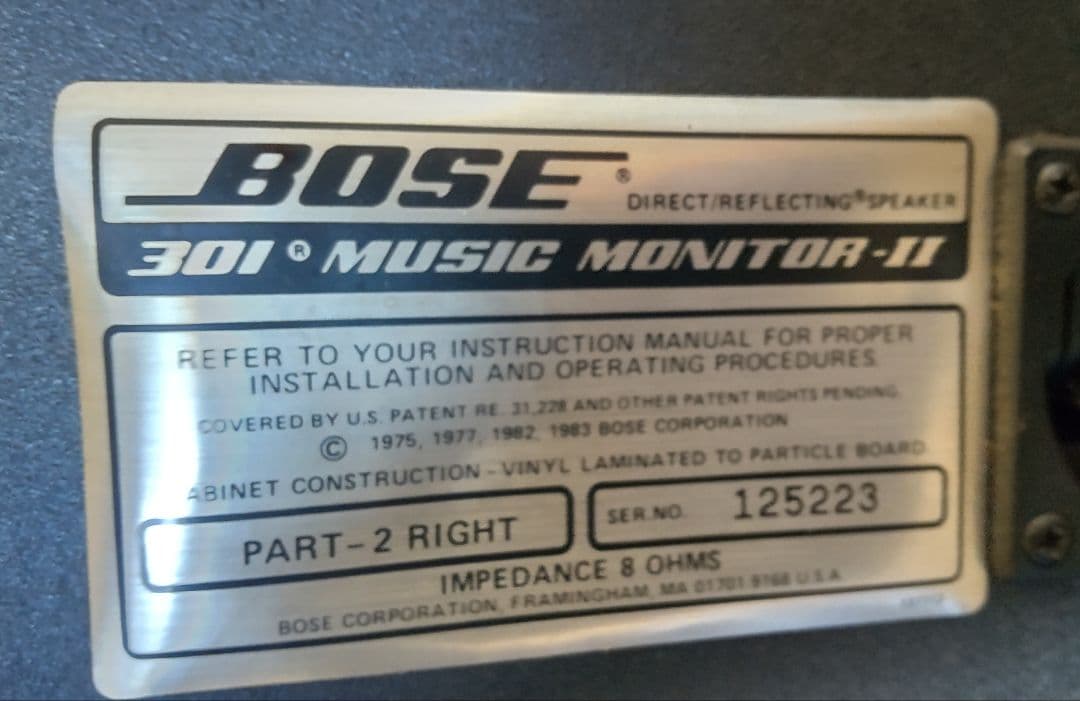 BOSE® DIRECT/REFLECTING® SPEAKER
301® MUSIC MONITOR-II
REFER TO YOUR INSTRUCTION MANUAL FOR PROPER
INSTALLATION AND OPERATING PROCEDURES.
COVERED BY U.S. PATENT RE. 31,228 AND OTHER PATENT RIGHTS PENDING.
© 1975, 1977, 1982, 1983 BOSE CORPORATION
ABINET CONSTRUCTION - VINYL LAMINATED TO PARTICLE BOARD
PART-2 RIGHT SER.NO. 125223
IMPEDANCE 8 OHMS
BOSE CORPORATION, FRAMINGHAM, MA 01701-9168 U.S.A.